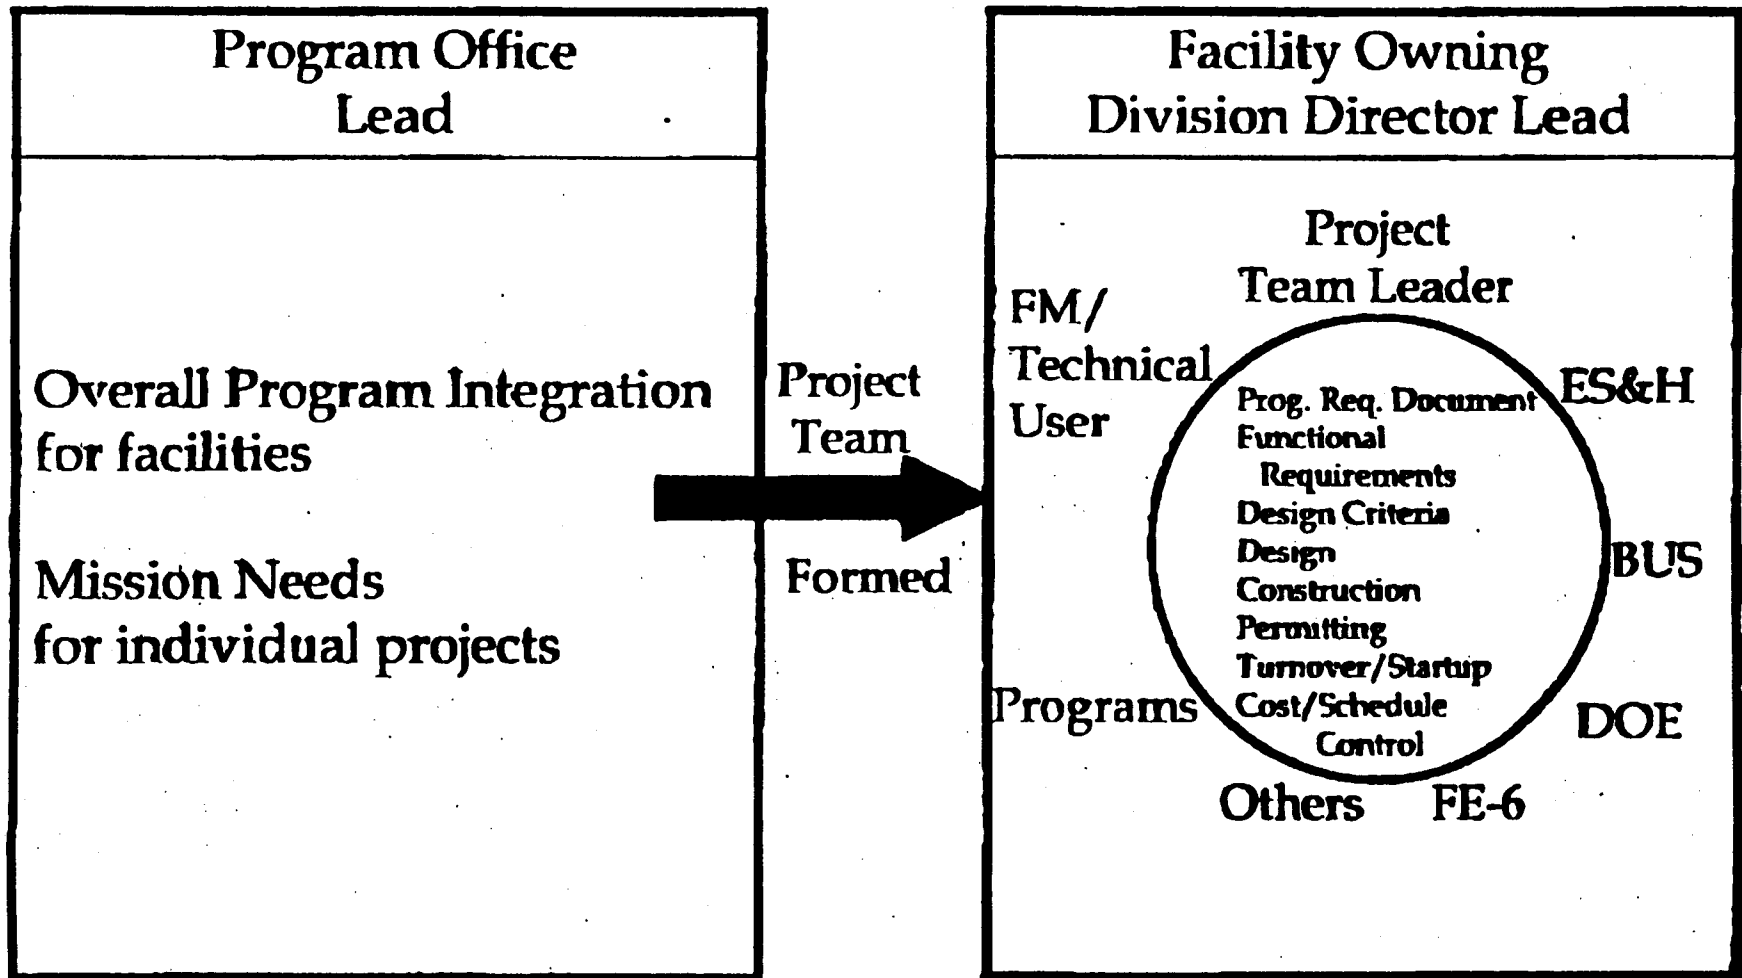 Program Office
Lead
Overall Program Integration
for facilities
Mission Needs
for individual projects
Project
Team
Formed
Facility Owning
Division Director Lead
Project
Team Leader
FM/
Technical
User
ES&H
BUS
DOE
FE-6
Others
Programs
Prog. Req. Document
Functional
Requirements
Design Criteria
Design
Construction
Permitting
Turnover/Startup
Cost/Schedule
Control